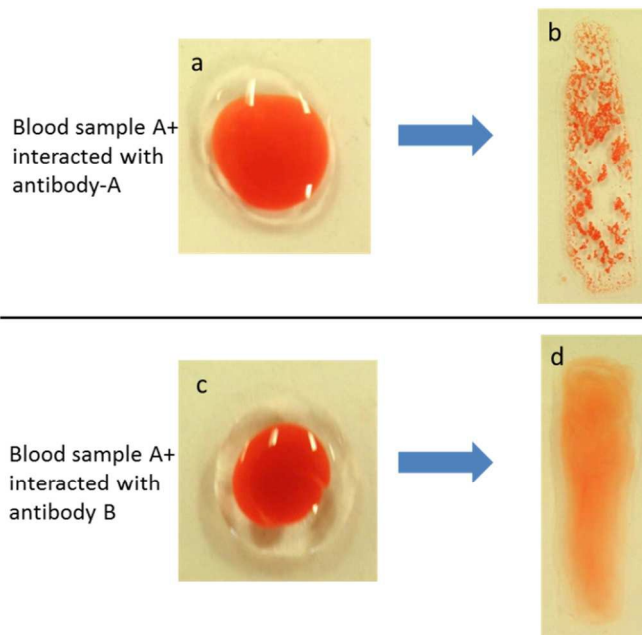 a
Blood sample A+
interacted with
antibody-A
b
c
Blood sample A+
interacted with
antibody B
d